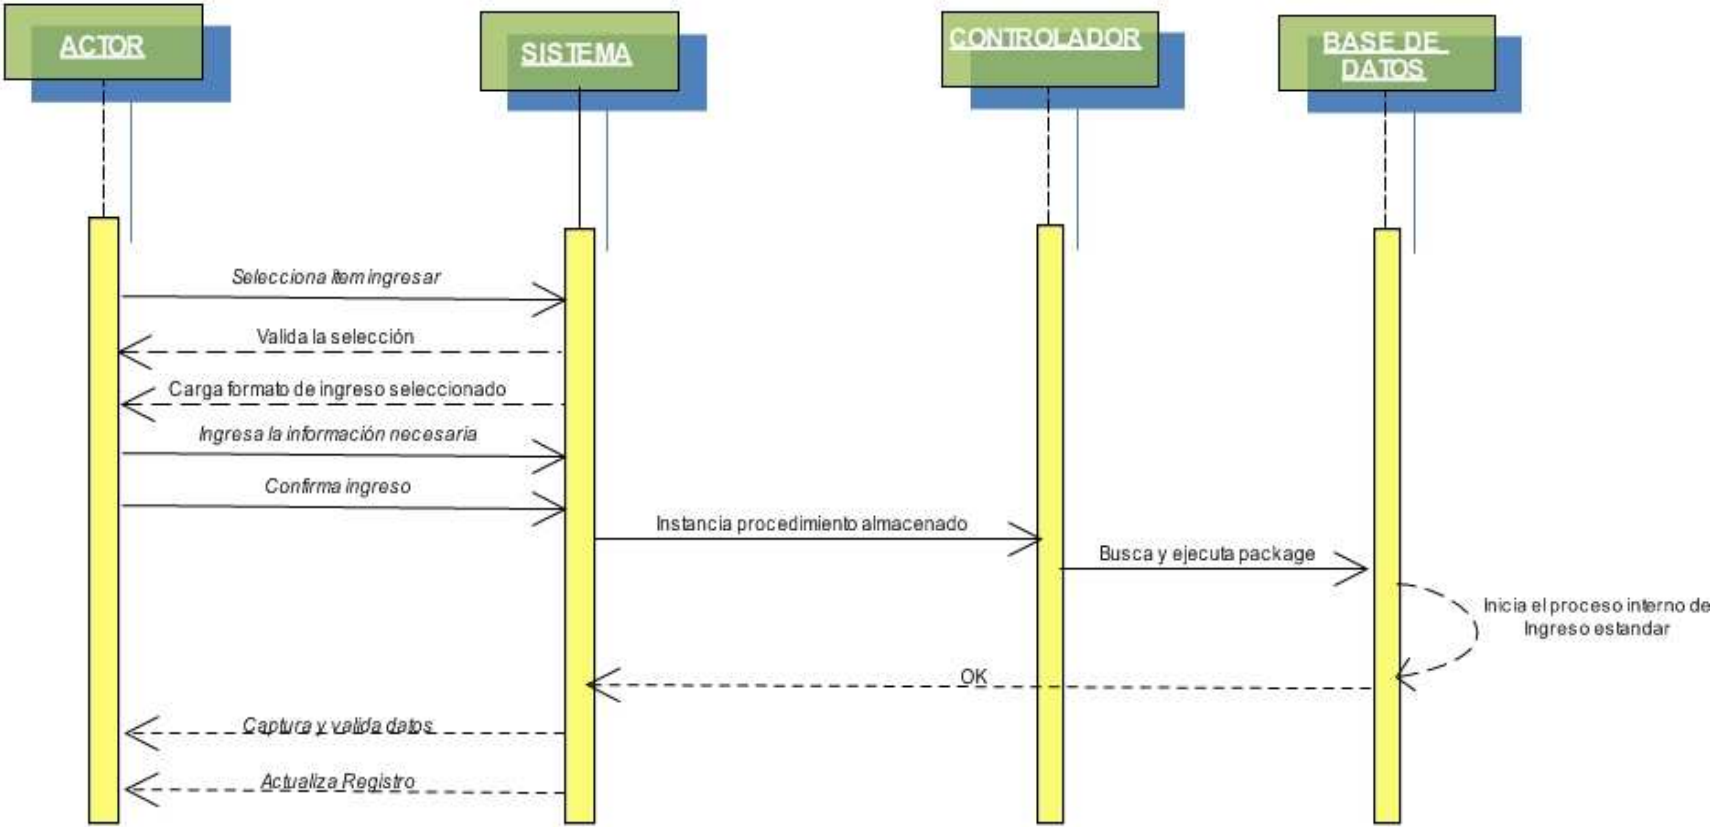 ACTOR
SISTEMA
CONTROLADOR
BASE DE
DATOS
Selecciona item ingresar
Valida la selección
Carga formato de ingreso seleccionado
Ingresa la información necesaria
Confirma ingreso
Instancia procedimiento almacenado
Busca y ejecuta package
Inicia el proceso interno de
Ingreso estandar
OK
Captura y valida datos
Actualiza Registro